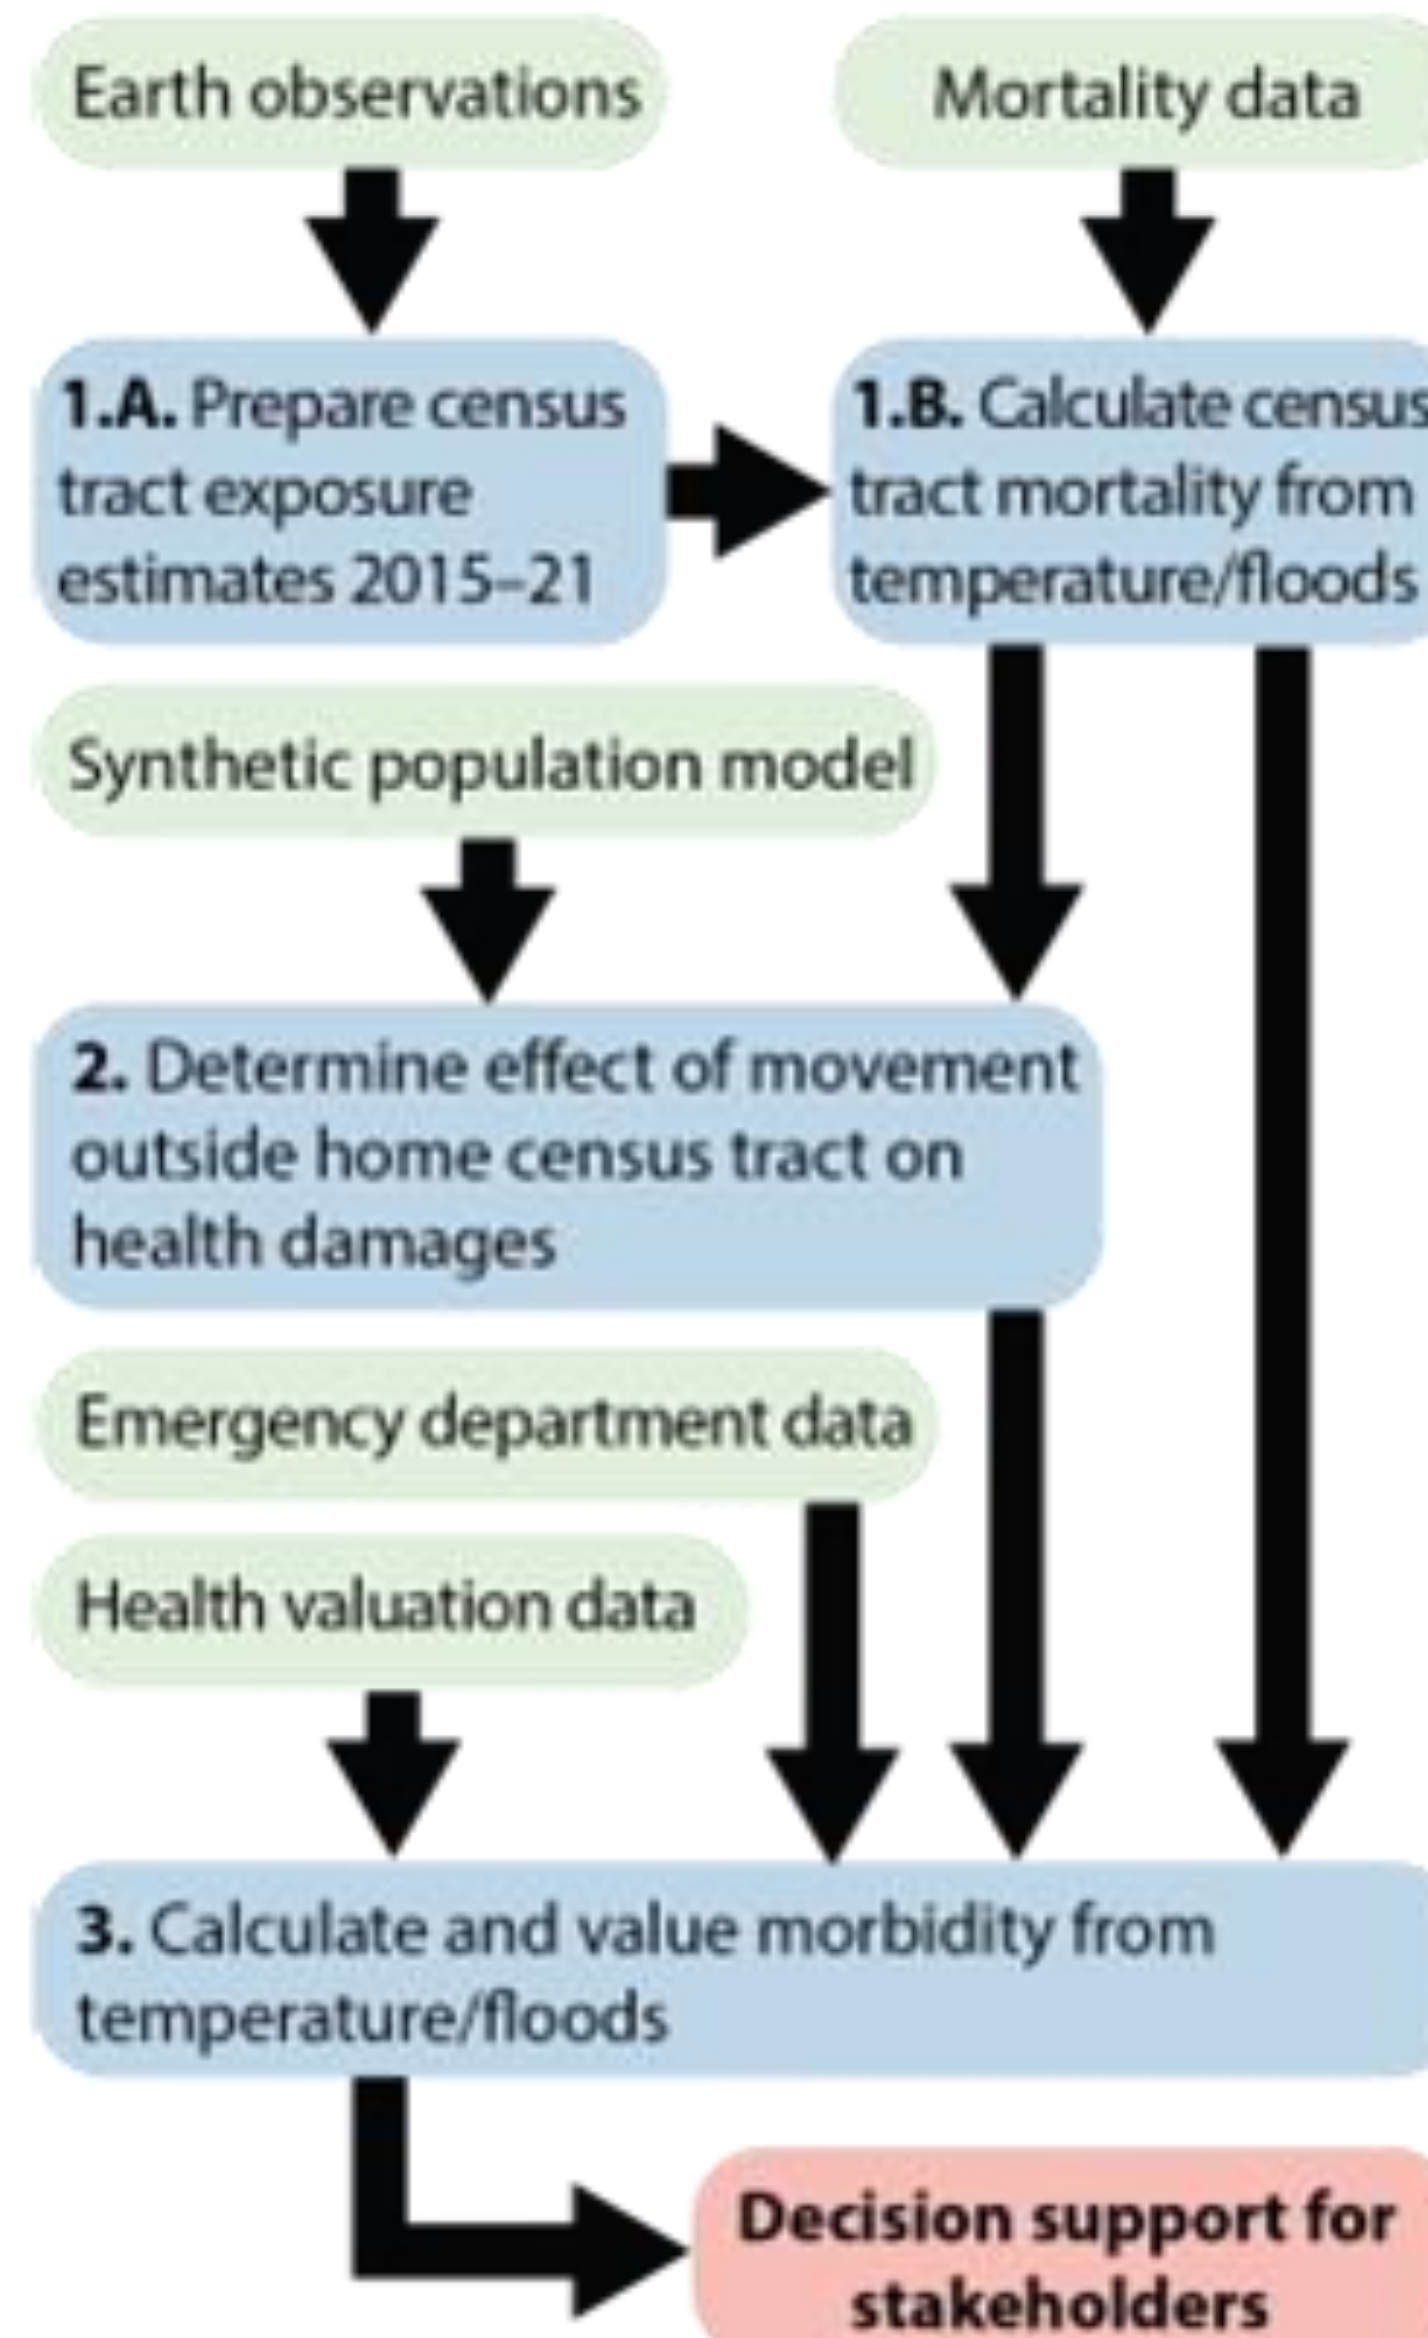 Earth observations
Mortality data
1.A. Prepare census
tract exposure
estimates 2015–21
1.B. Calculate census
tract mortality from
temperature/floods
Synthetic population model
2. Determine effect of movement
outside home census tract on
health damages
Emergency department data
Health valuation data
3. Calculate and value morbidity from
temperature/floods
Decision support for
stakeholders